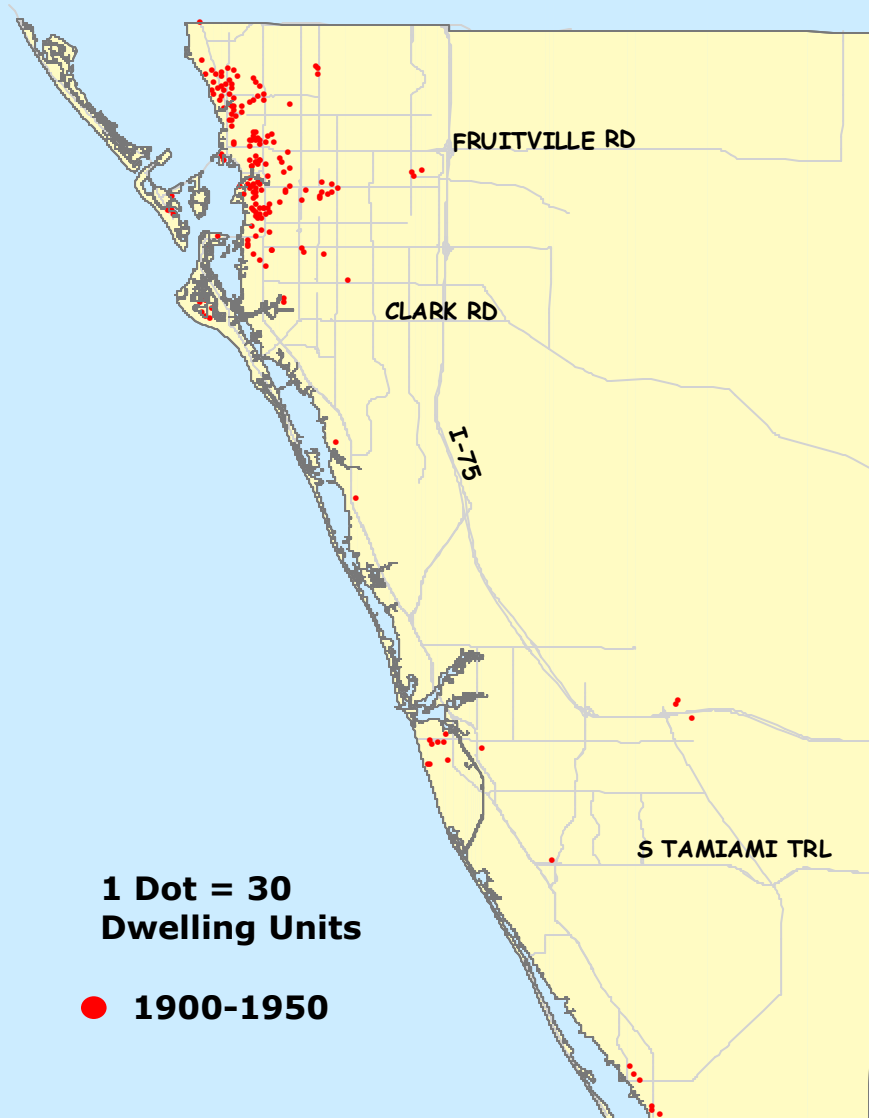 FRUITVILLE RD
CLARK RD
I-75
S TAMIAMI TRL
1 Dot = 30
Dwelling Units
1900-1950